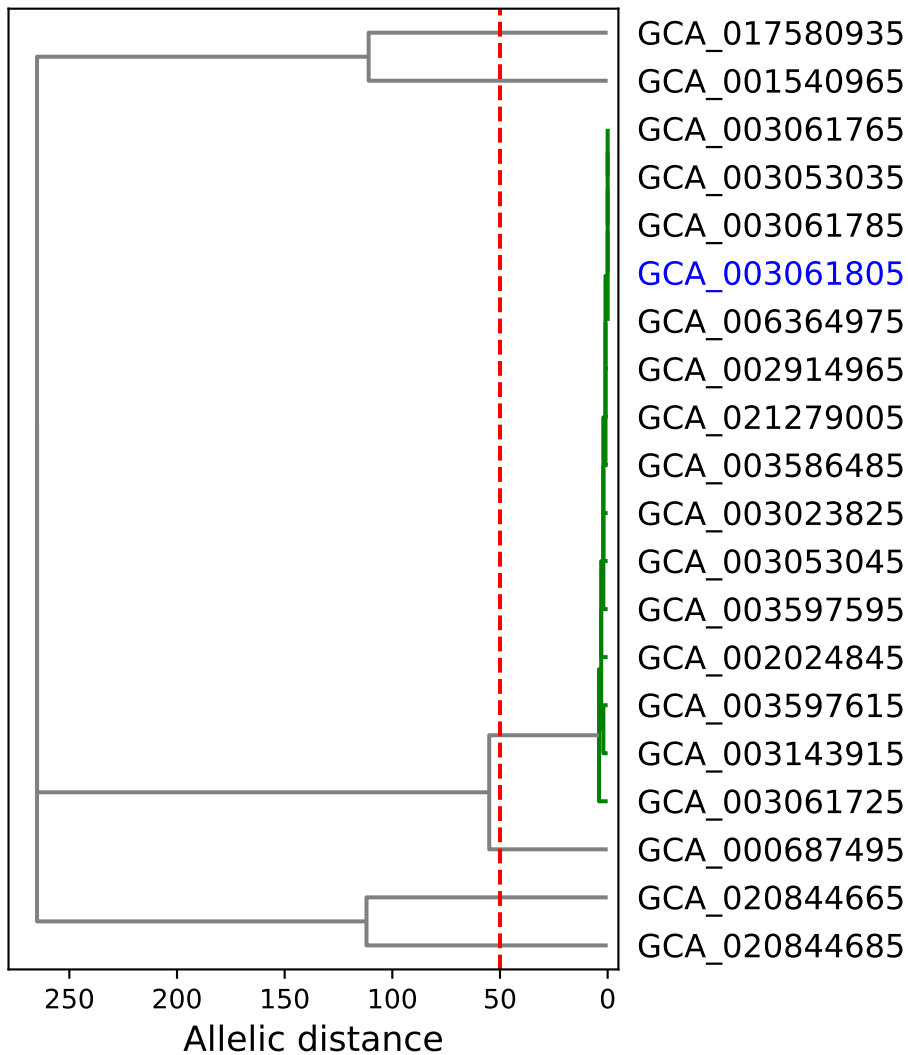 GCA_017580935
GCA_001540965
GCA_003061765
GCA_003053035
GCA_003061785
GCA_003061805
GCA_006364975
GCA_002914965
GCA_021279005
GCA_003586485
GCA_003023825
GCA_003053045
GCA_003597595
GCA_002024845
GCA_003597615
GCA_003143915
GCA_003061725
GCA_000687495
GCA_020844665
GCA_020844685
250 200 150 100 50 0
Allelic distance